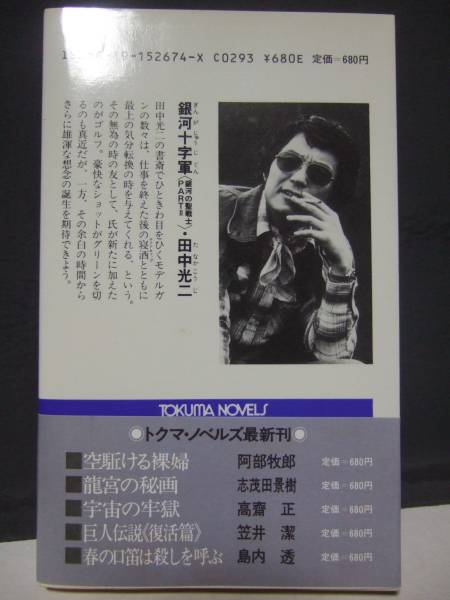 -152674-X C0293 ¥680E 定価=680円
銀河十字軍〈銀河の聖戦士 PARTⅡ〉・田中光二
たなかこうじ
田中光二の書斎でひときわ目をひくモデルガ
ンの数々は、仕事を終えた後の寝酒とともに
最上の気分転換の時を与えてくれる、という。
その無為の時の友として、氏が新たに加えた
のがゴルフ。豪快なショットがグリーンを切
るのも真近だが、一方、その余白の時間から
さらに雄渾な想念の誕生を期待できよう。
TOKUMA NOVELS
◉トクマ・ノベルズ最新刊◉
■空駈ける裸婦 阿部牧郎 定価=680円
■龍宮の秘画 志茂田景樹 定価=680円
■宇宙の牢獄 高齋正 定価=680円
■巨人伝説《復活篇》 笠井潔 定価=680円
■春の口笛は殺しを呼ぶ 島内透 定価=680円